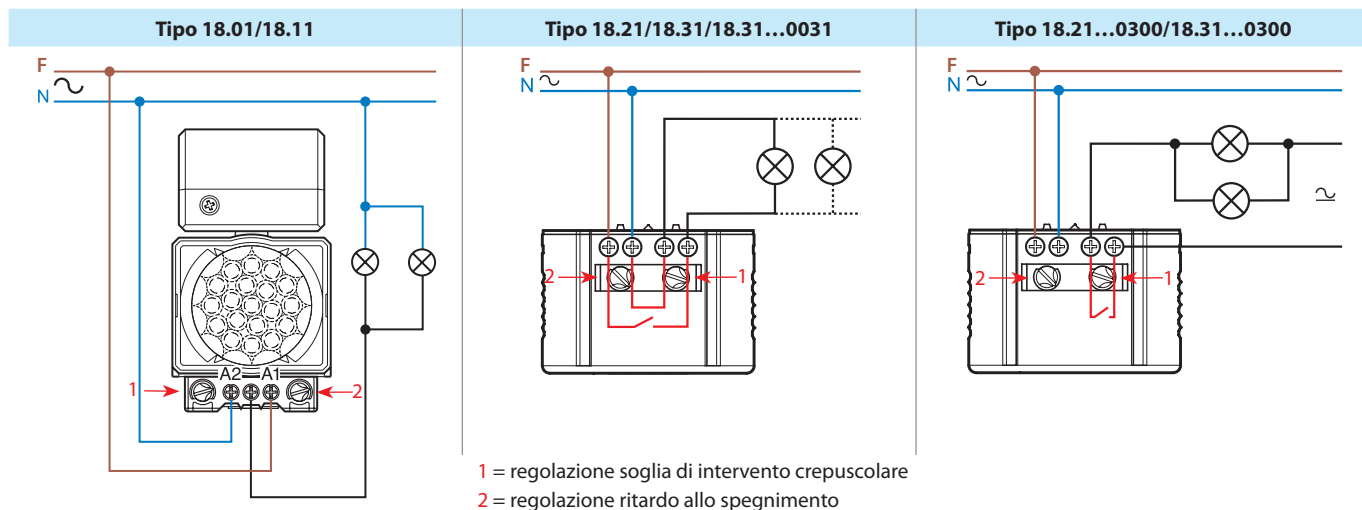 Tipo 18.01/18.11
F
N
A2 A1
1
2
Tipo 18.21/18.31/18.31…0031
F
N
2
1
Tipo 18.21…0300/18.31…0300
F
N
2
1
1 = regolazione soglia di intervento crepuscolare
2 = regolazione ritardo allo spegnimento